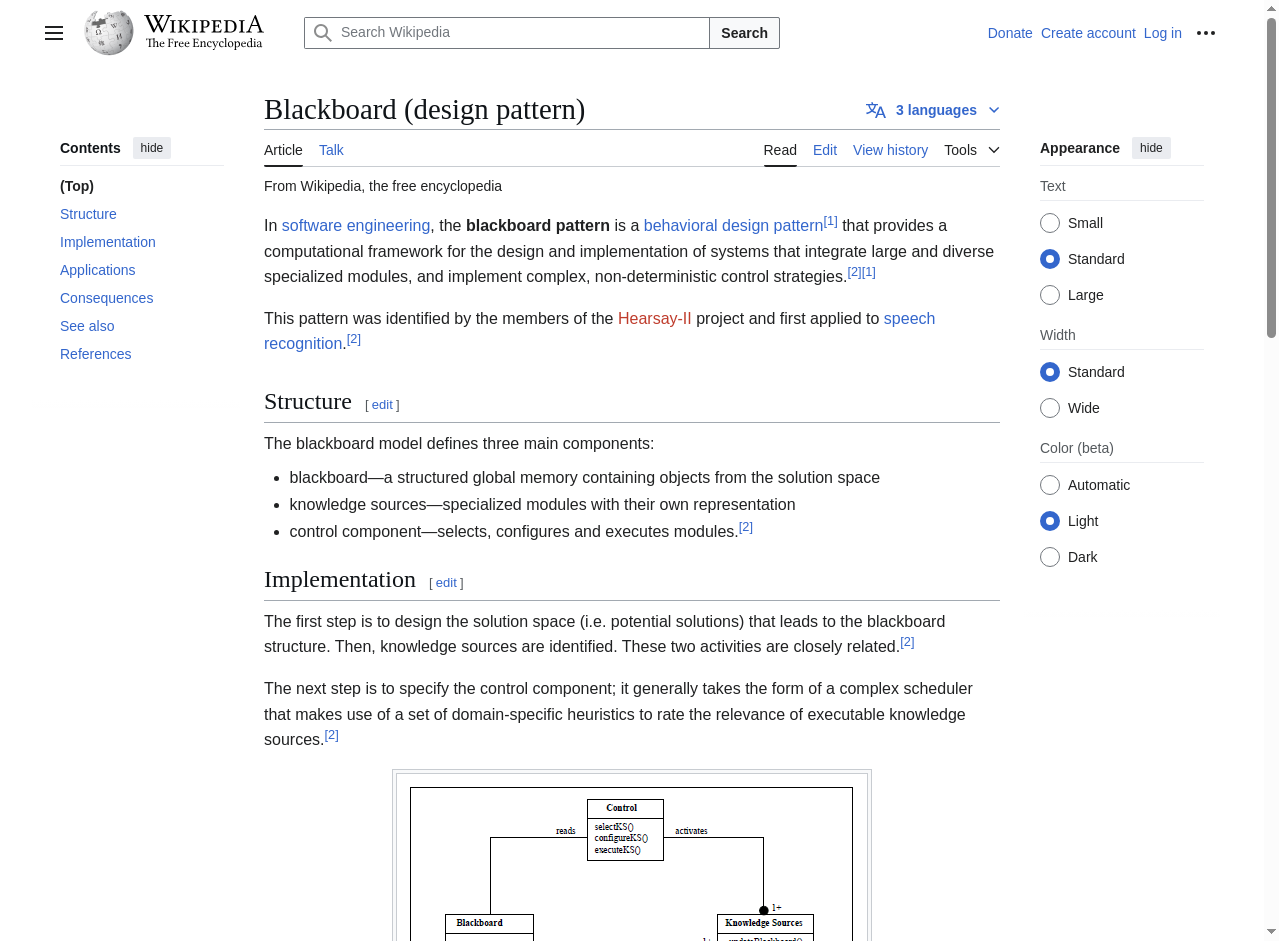 WIKIPEDIA
The Free Encyclopedia
Search Wikipedia
Search
Donate Create account Log in
Blackboard (design pattern)
3 languages
Contents hide
(Top)
Structure
Implementation
Applications
Consequences
See also
References
Article Talk
Read Edit View history Tools
From Wikipedia, the free encyclopedia
In software engineering, the blackboard pattern is a behavioral design pattern[1] that provides a
computational framework for the design and implementation of systems that integrate large and diverse
specialized modules, and implement complex, non-deterministic control strategies.[2][1]
This pattern was identified by the members of the Hearsay-II project and first applied to speech
recognition.[2]
Structure [ edit ]
The blackboard model defines three main components:
• blackboard—a structured global memory containing objects from the solution space
• knowledge sources—specialized modules with their own representation
• control component—selects, configures and executes modules.[2]
Implementation [ edit ]
The first step is to design the solution space (i.e. potential solutions) that leads to the blackboard
structure. Then, knowledge sources are identified. These two activities are closely related.[2]
The next step is to specify the control component; it generally takes the form of a complex scheduler
that makes use of a set of domain-specific heuristics to rate the relevance of executable knowledge
sources.[2]
Control
reads
selectKS()
configureKS()
executeKS()
activates
1+
Blackboard
Knowledge Sources
Appearance hide
Text
Small
Standard
Large
Width
Standard
Wide
Color (beta)
Automatic
Light
Dark